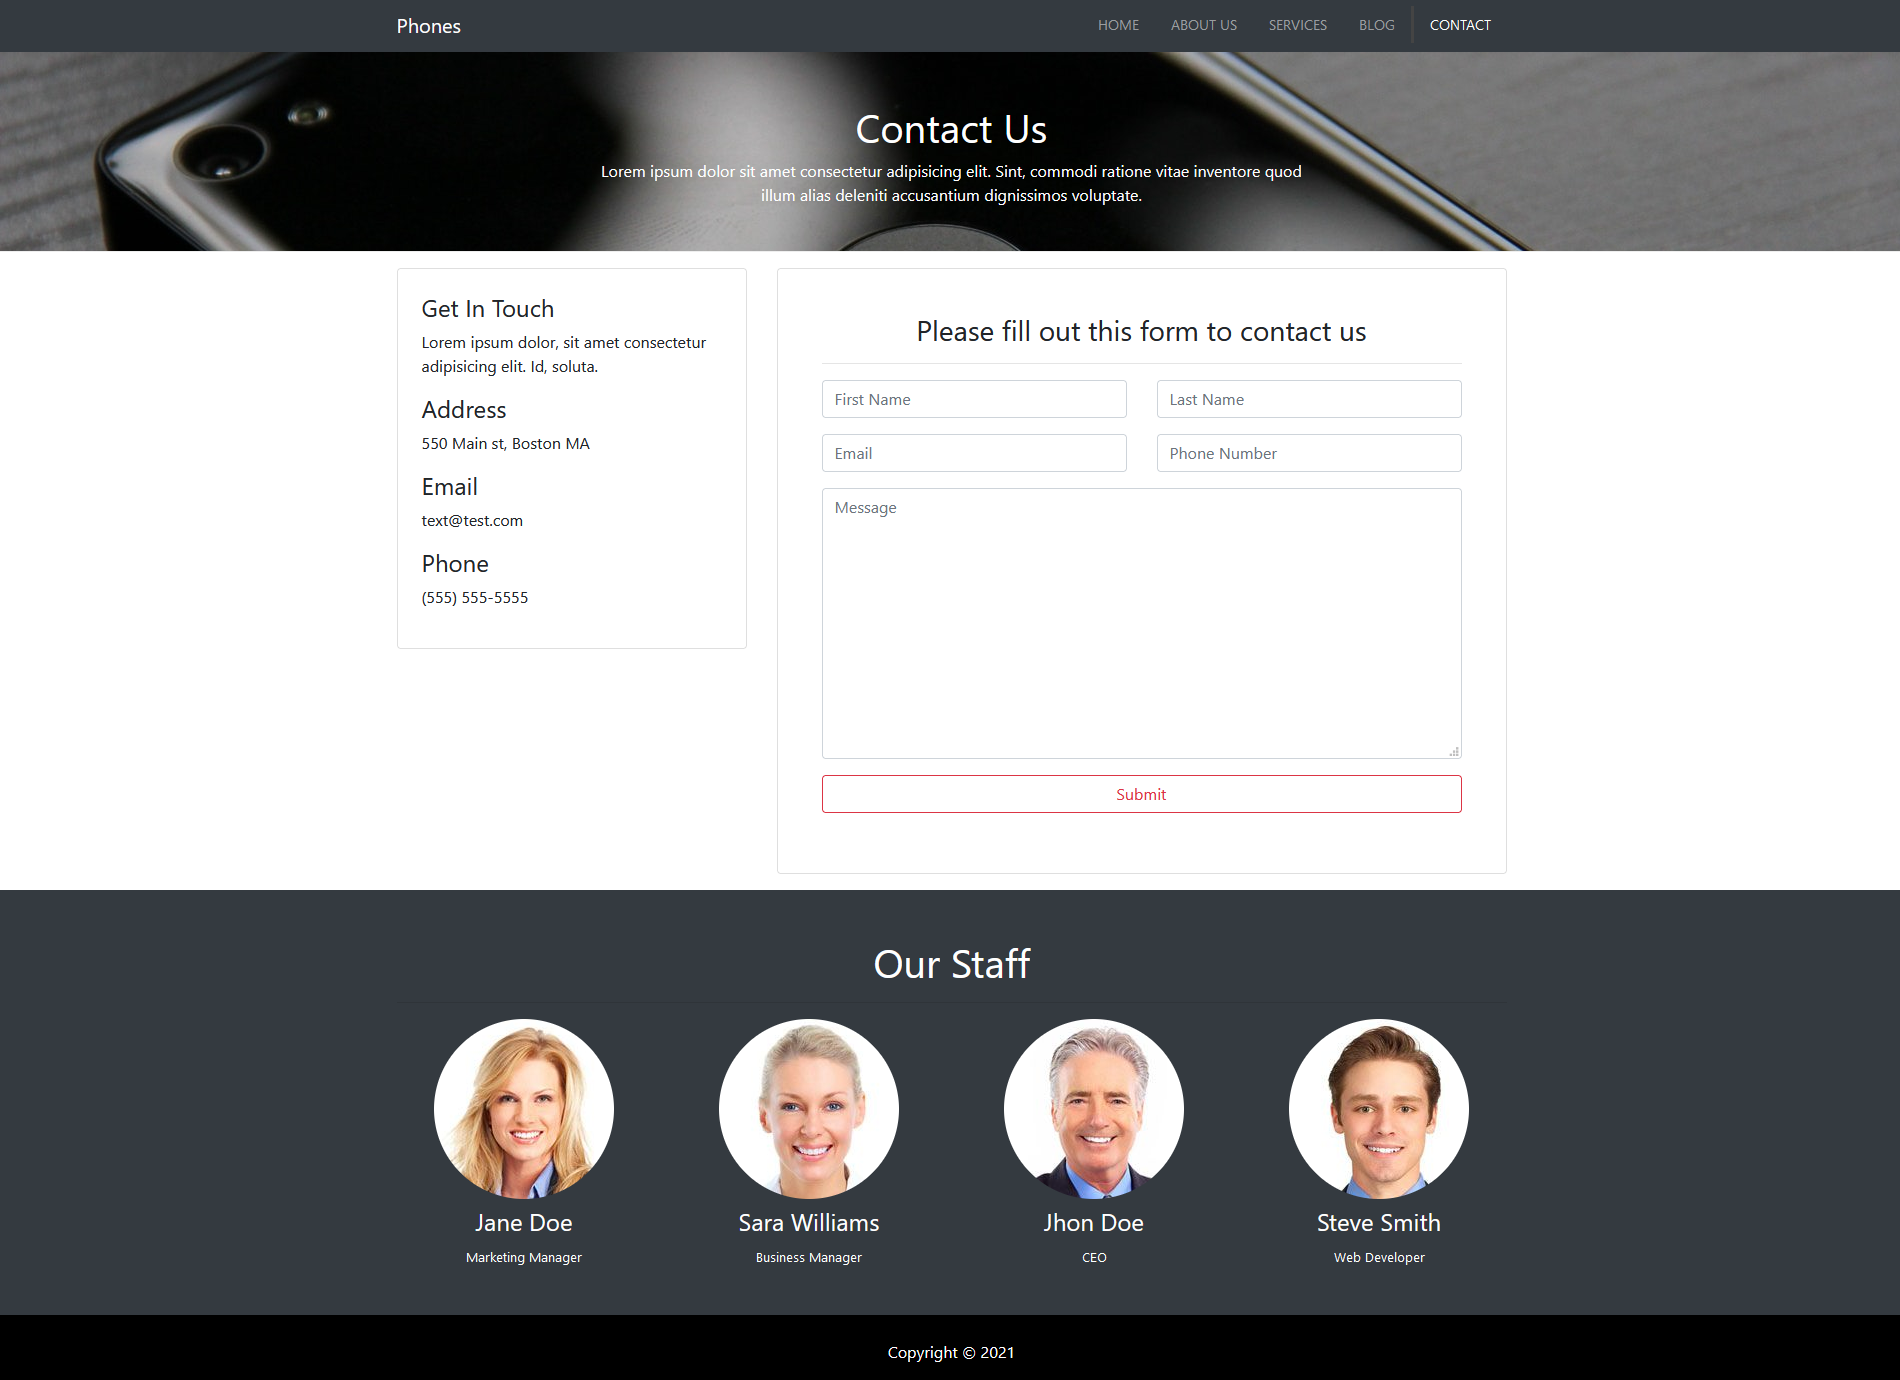 Phones
HOME
ABOUT US
SERVICES
BLOG
CONTACT
Contact Us
Lorem ipsum dolor sit amet consectetur adipisicing elit. Sint, commodi ratione vitae inventore quod
illum alias deleniti accusantium dignissimos voluptate.
Get In Touch
Lorem ipsum dolor, sit amet consectetur
adipisicing elit. Id, soluta.
Address
550 Main st, Boston MA
Email
text@test.com
Phone
(555) 555-5555
Please fill out this form to contact us
First Name
Last Name
Email
Phone Number
Message
Submit
Our Staff
Jane Doe
Marketing Manager
Sara Williams
Business Manager
Jhon Doe
CEO
Steve Smith
Web Developer
Copyright © 2021